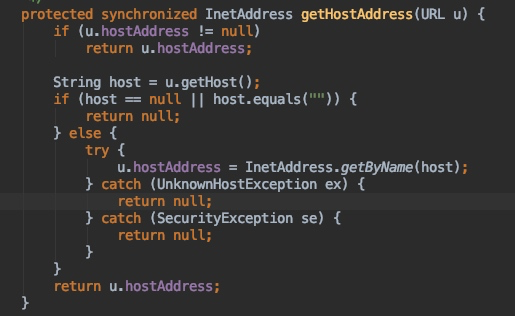 protected synchronized InetAddress getHostAddress(URL u) {
    if (u.hostAddress != null)
        return u.hostAddress;

    String host = u.getHost();
    if (host == null || host.equals("")) {
        return null;
    } else {
        try {
            u.hostAddress = InetAddress.getByName(host);
        } catch (UnknownHostException ex) {
            return null;
        } catch (SecurityException se) {
            return null;
        }
    }
    return u.hostAddress;
}